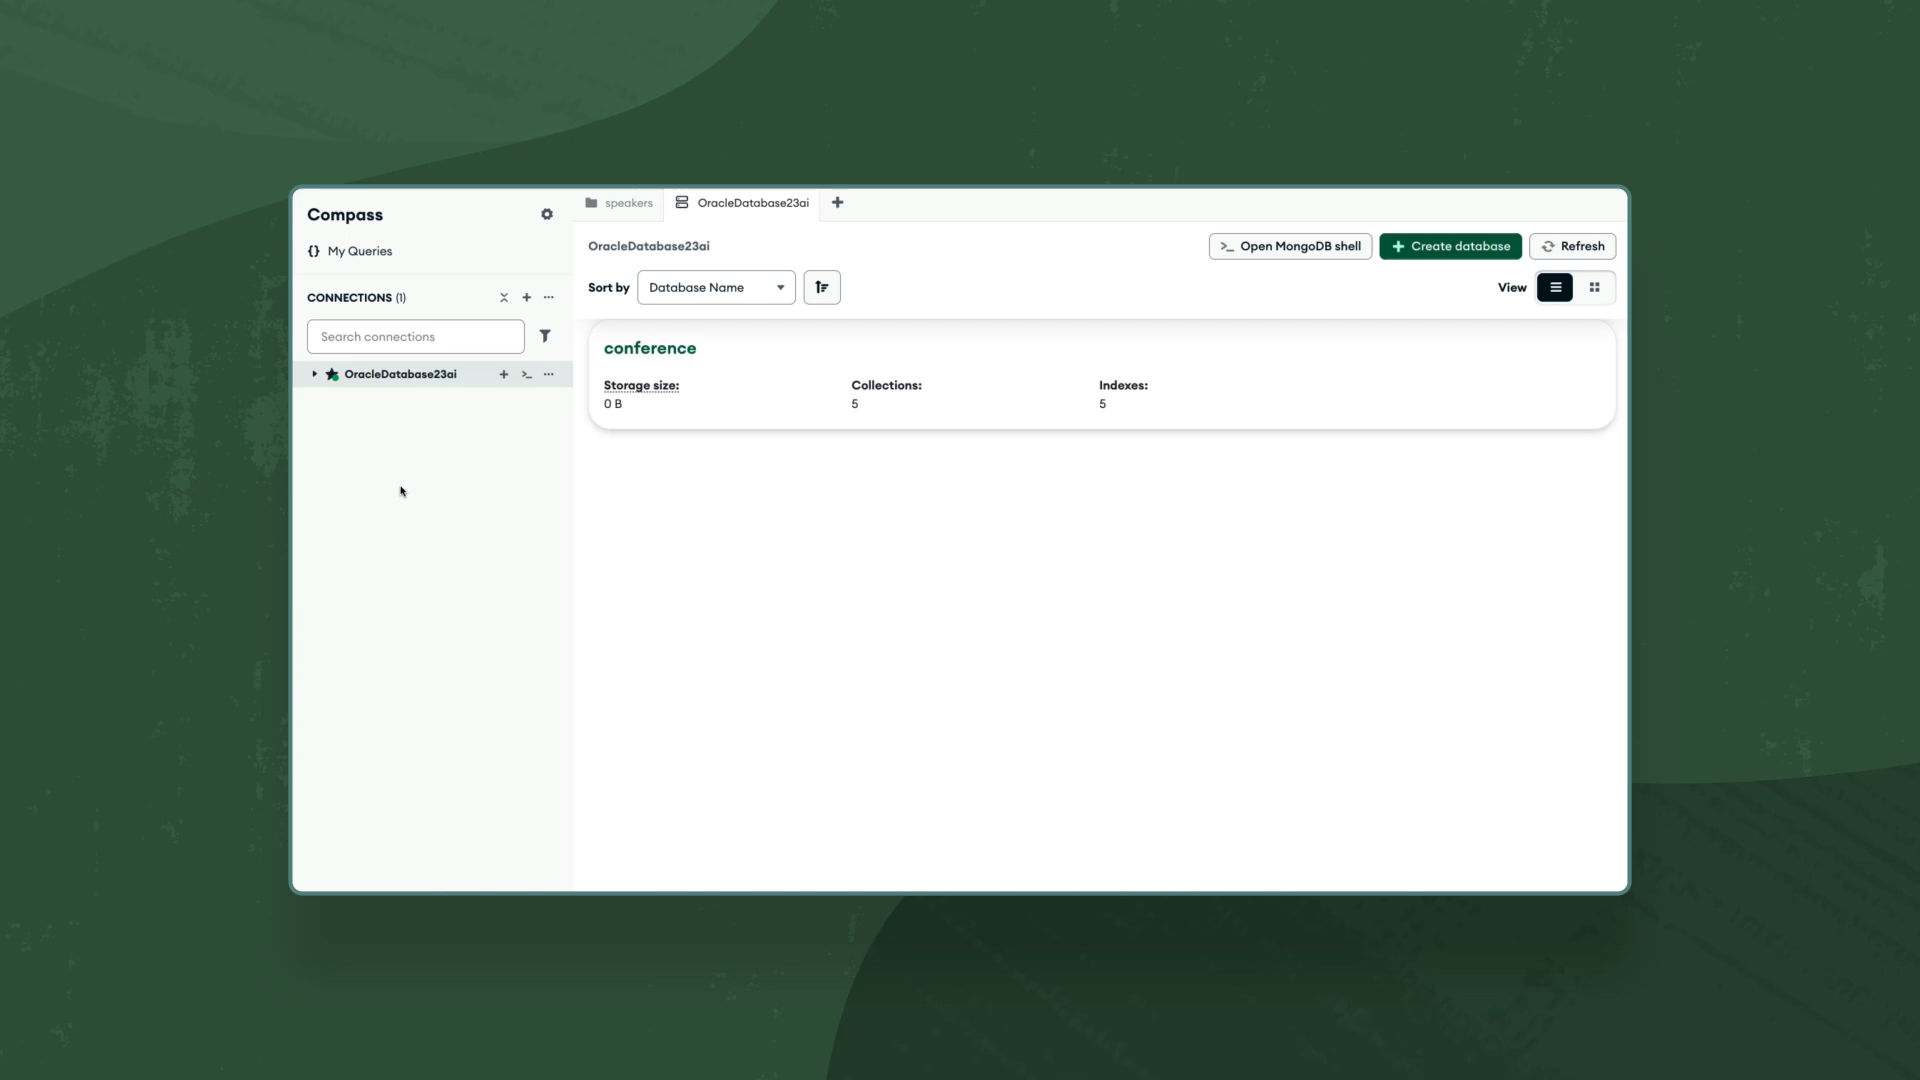 Compass
My Queries
CONNECTIONS (1)
Search connections
OracleDatabase23ai
speakers
OracleDatabase23ai
OracleDatabase23ai
Open MongoDB shell
Create database
Refresh
Sort by
Database Name
View
conference
Storage size:
0 B
Collections:
5
Indexes:
5